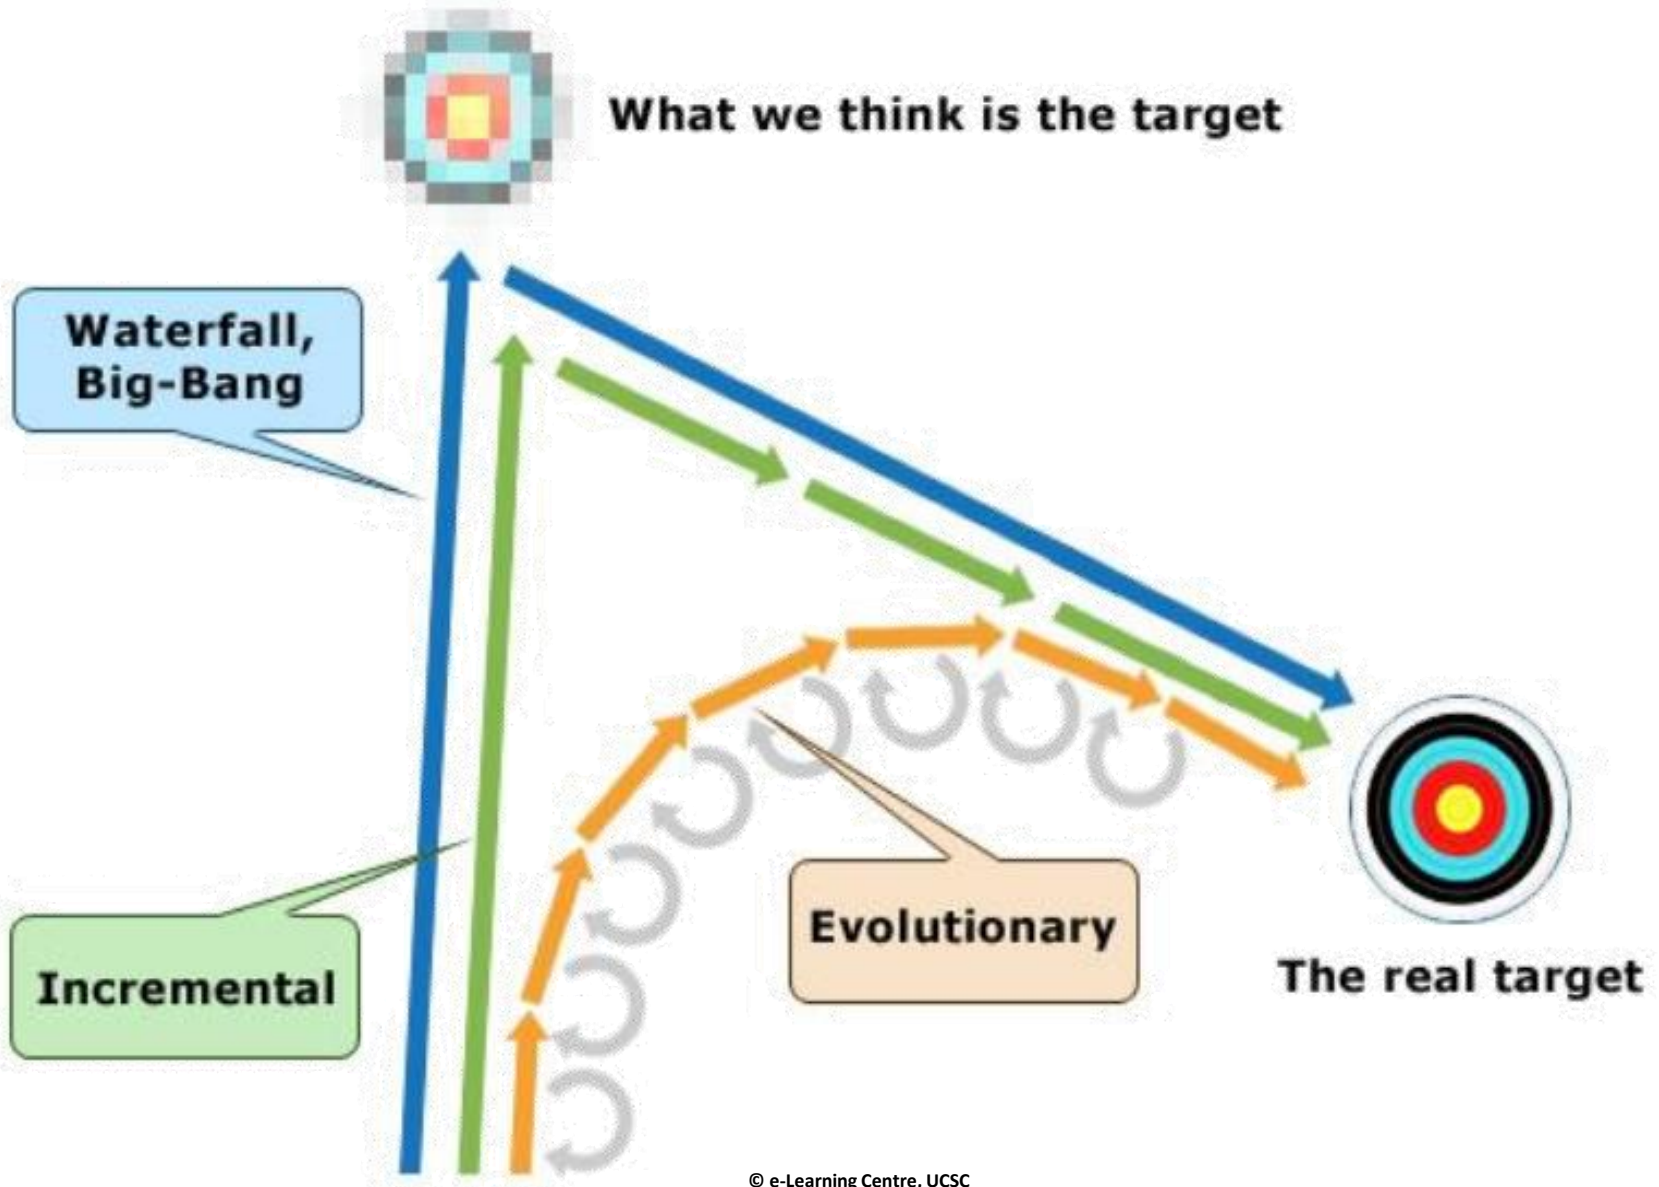 What we think is the target
Waterfall,
Big-Bang
Incremental
Evolutionary
The real target
© e-Learning Centre, UCSC